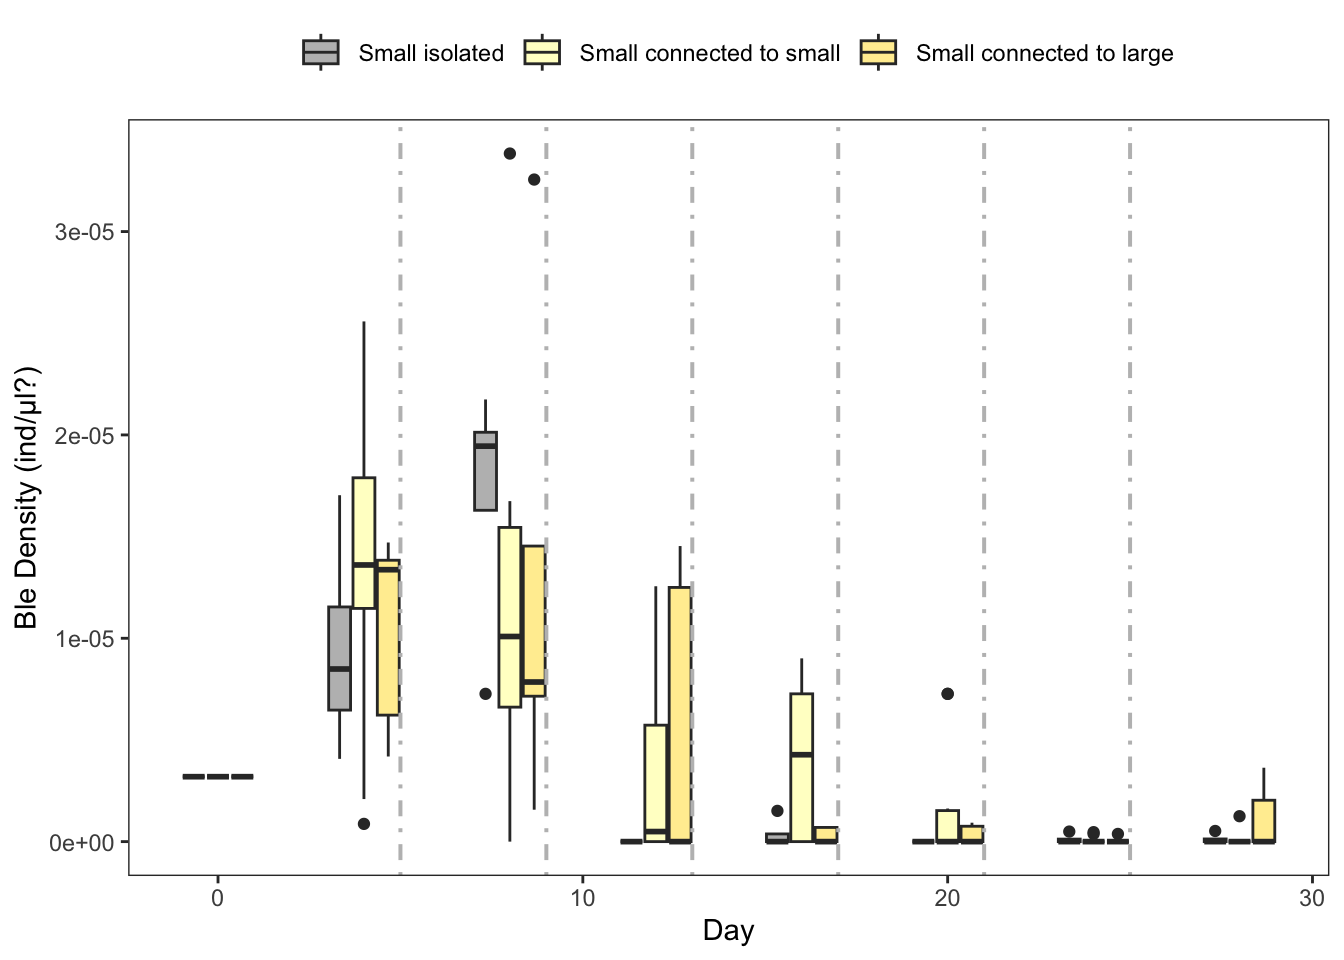 Small isolated Small connected to small Small connected to large
Ble Density (ind/µl?)
3e-05
2e-05
1e-05
0e+00
0 10 20 30
Day